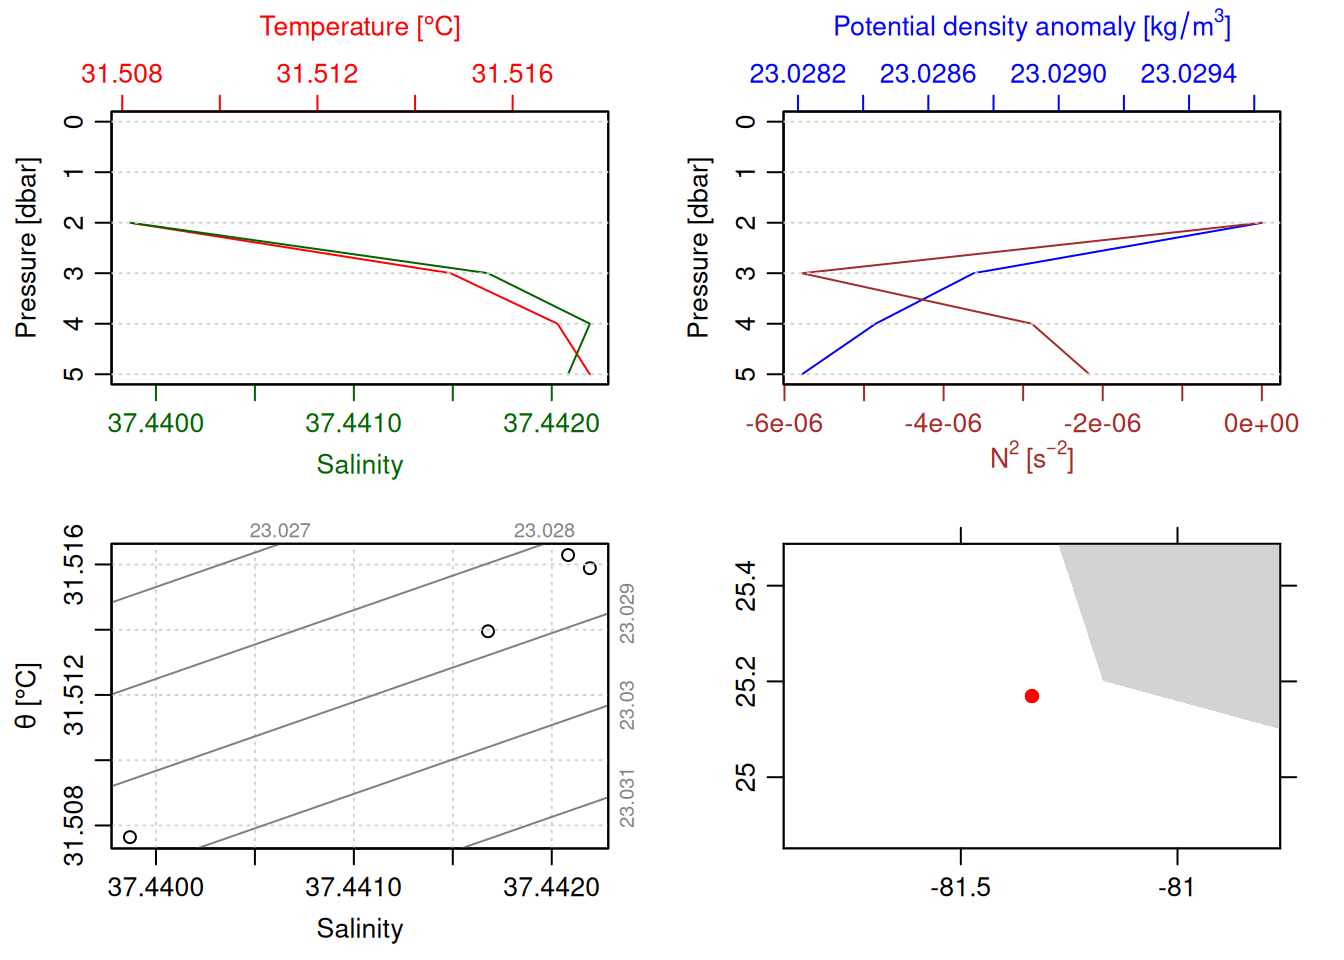 Temperature [°C]
31.508 31.512 31.516
0
1
2
3
4
5
Pressure [dbar]
37.4400 37.4410 37.4420
Salinity
Potential density anomaly [kg/m³]
23.0282 23.0286 23.0290 23.0294
0
1
2
3
4
5
Pressure [dbar]
-6e-06 -4e-06 -2e-06 0e+00
N² [s⁻²]
23.027 23.028
31.516
31.512
31.508
θ [°C]
23.029
23.03
23.031
37.4400 37.4410 37.4420
Salinity
25.4
25.2
25
-81.5 -81